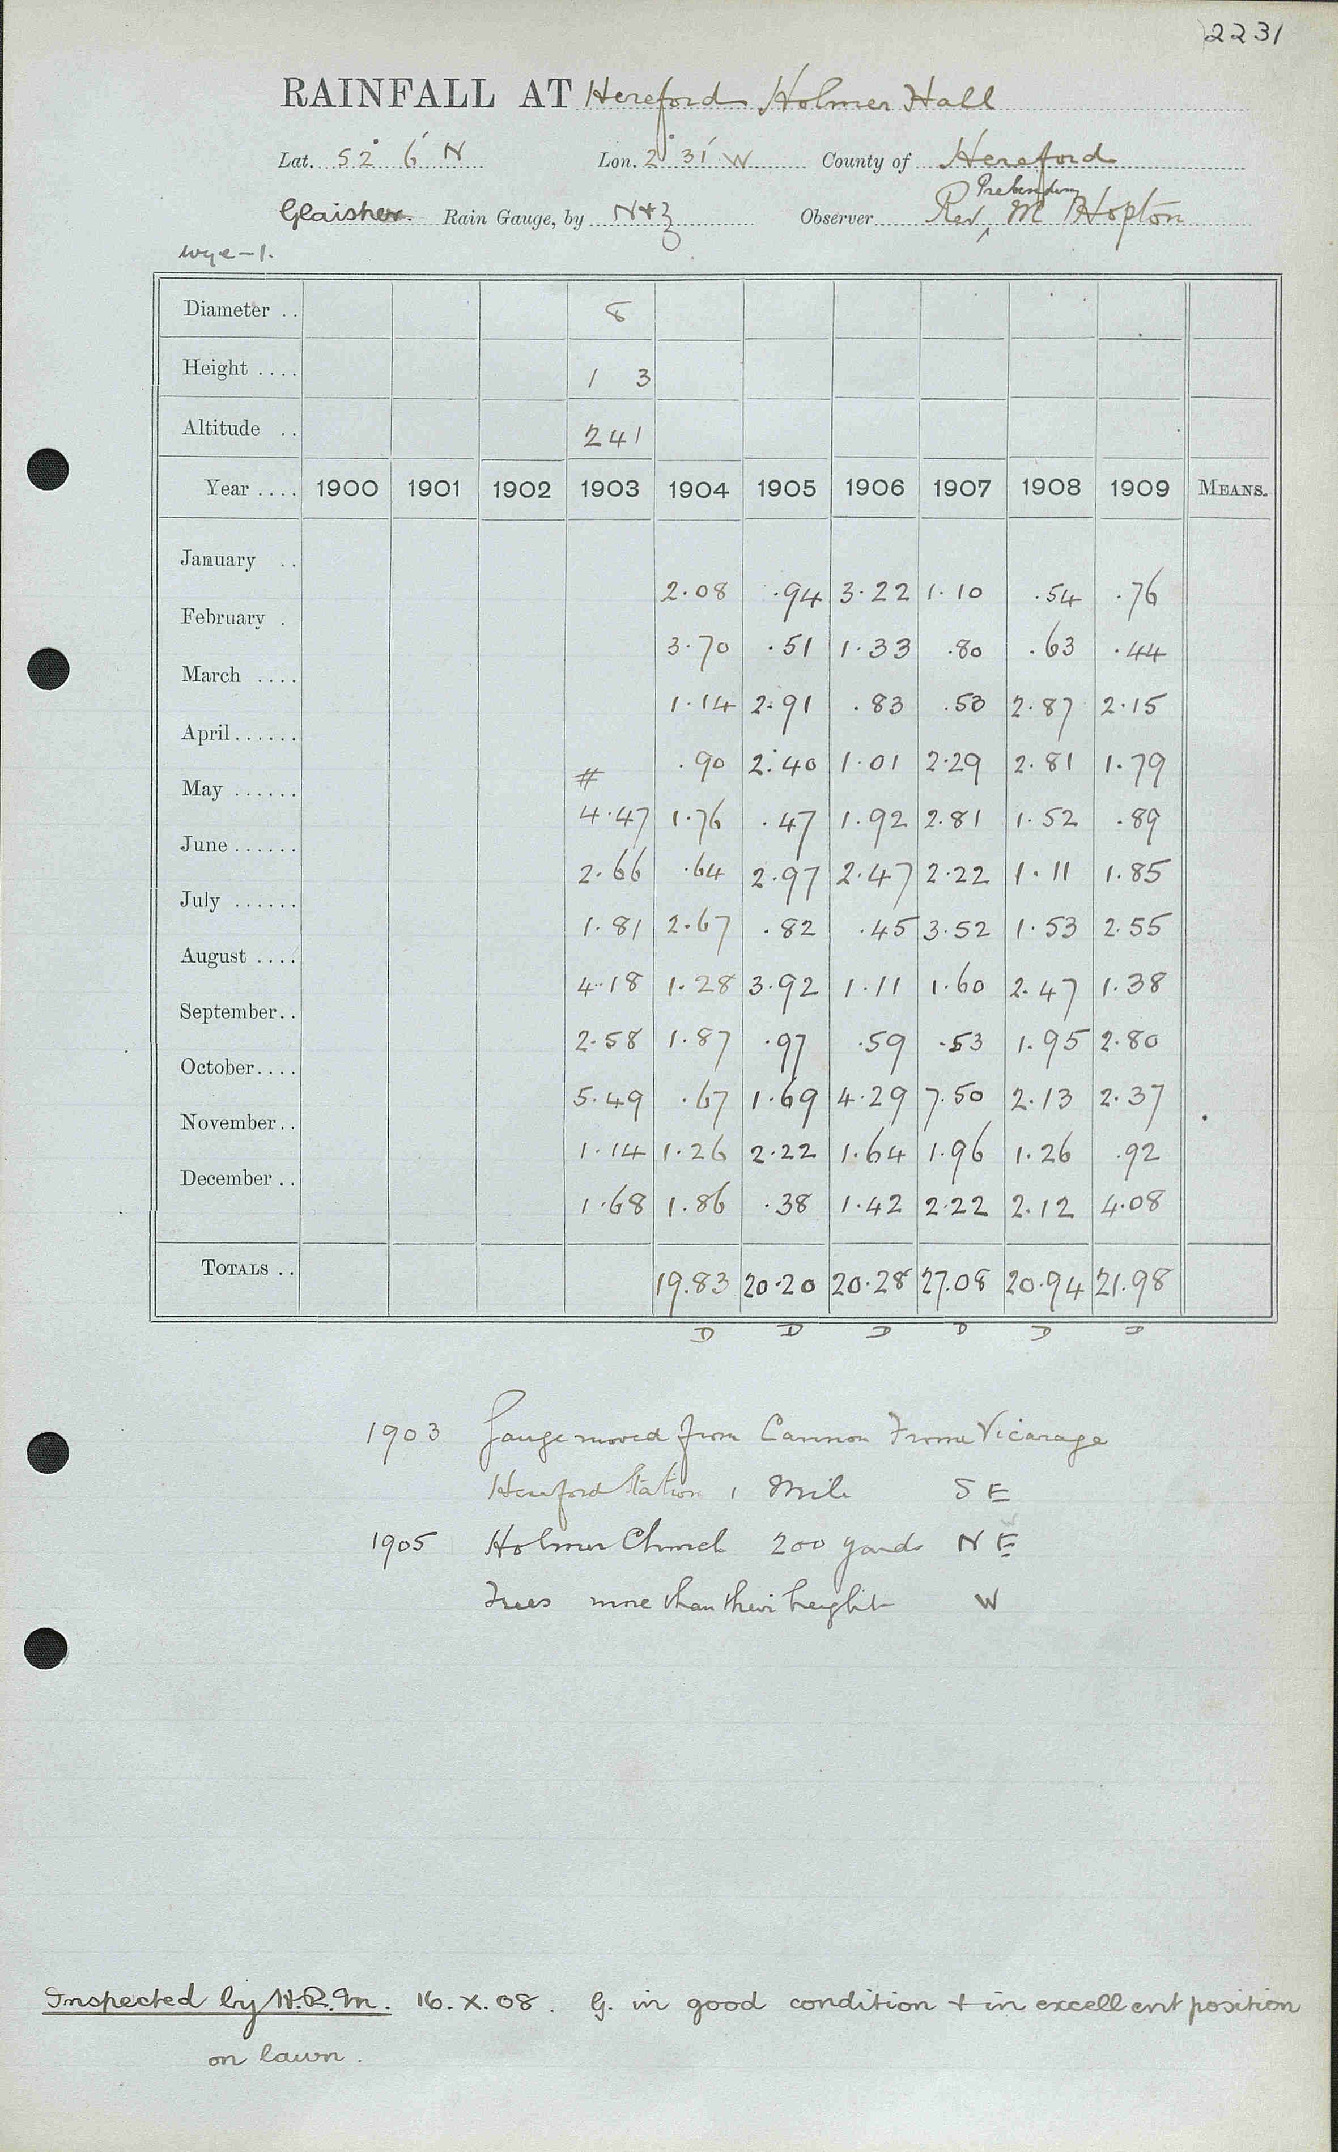 2231
RAINFALL AT Hereford Holmer Hall
Lat. 52° 6' N Lon. 2° 31' W County of Hereford
Prebendary
Glaisher Rain Gauge, by N+Z Observer Rev, M Hopton
Wye-1.
Diameter .. 8
Height .... 1 3
Altitude .. 241
Year .... 1900 1901 1902 1903 1904 1905 1906 1907 1908 1909 MEANS.
January .. 2.08 .94 3.22 1.10 .54 .76
February . 3.70 .51 1.33 .80 .63 .44
March .... 1.14 2.91 .83 .53 2.87 2.15
April...... # .90 2.40 1.01 2.29 2.81 1.79
May ...... 4.47 1.76 .47 1.92 2.81 1.52 .89
June ...... 2.66 .64 2.97 2.47 2.22 1.11 1.85
July ...... 1.81 2.67 .82 .45 3.52 1.53 2.55
August .... 4.18 1.28 3.92 1.11 1.60 2.47 1.38
September.. 2.58 1.87 .97 .59 .53 1.95 2.80
October.... 5.49 .67 1.69 4.29 7.50 2.13 2.37
November.. 1.14 1.26 2.22 1.64 1.96 1.26 .92
December .. 1.68 1.86 .38 1.42 2.22 2.12 4.08
TOTALS .. 19.83 20.20 20.28 27.08 20.94 21.98
D D D D D D
1903 Gauge moved from Cannon Frome Vicarage
Hereford Station 1 Mile SE
1905 Holmer Church 200 yards NE
Trees more than their height W
Inspected by H.R.M. 16.X.08. G. in good condition + in excellent position
on lawn.